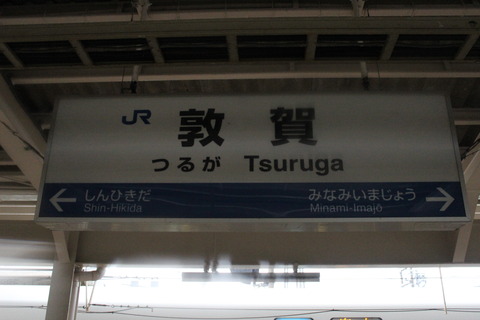 JR 敦賀
つるが Tsuruga
← しんひきだ みなみいまじょう →
Shin-Hikida Minami-Imajō